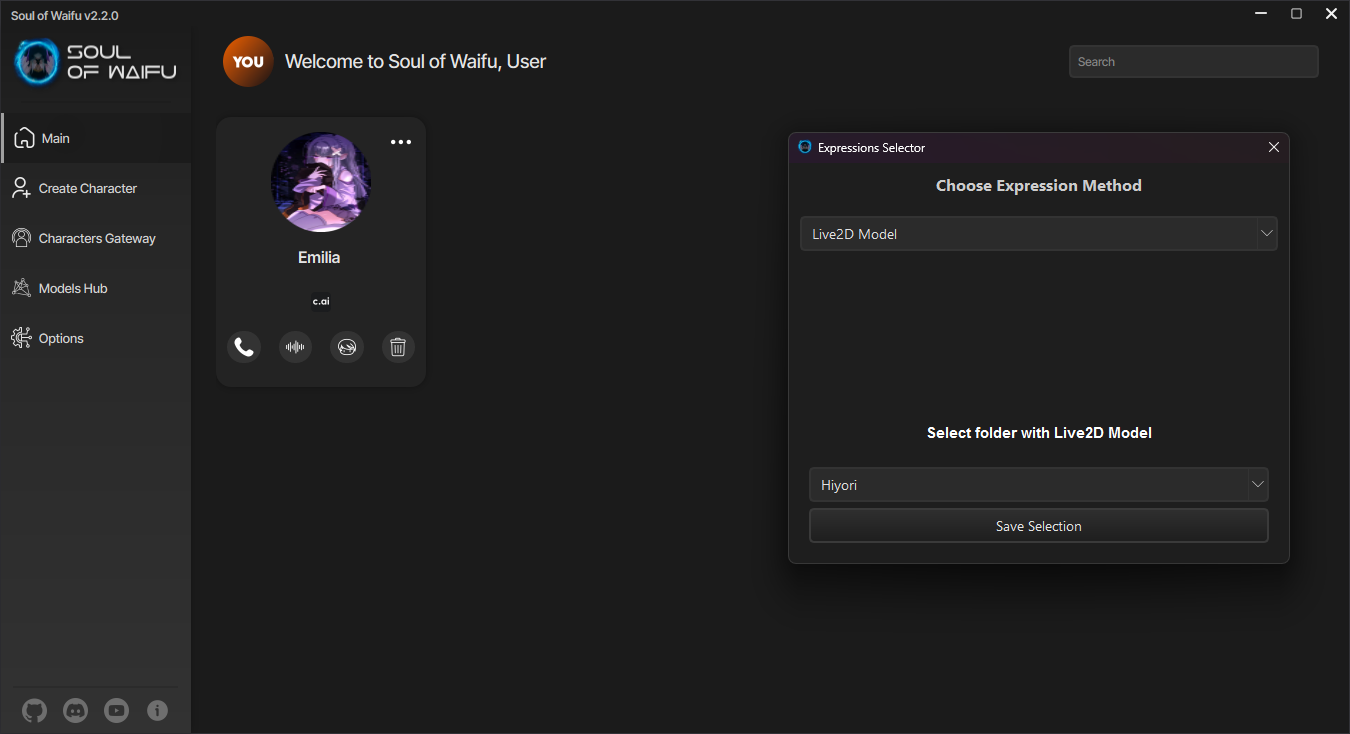 Soul of Waifu v2.2.0
SOUL
OF WAIFU
Main
Create Character
Characters Gateway
Models Hub
Options
YOU
Welcome to Soul of Waifu, User
Search
Emilia
c.ai
Expressions Selector
Choose Expression Method
Live2D Model
Select folder with Live2D Model
Hiyori
Save Selection